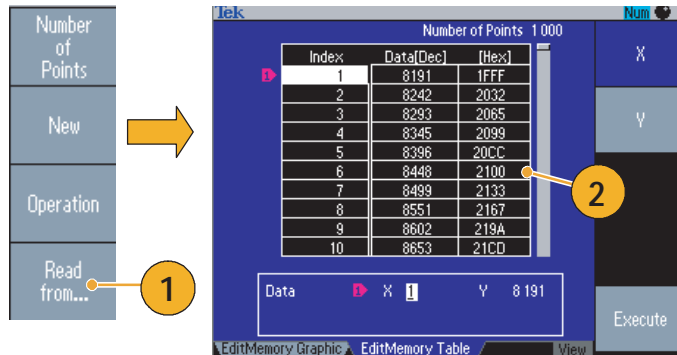 Number
of
Points
New
Operation
Read
from...
1
Tek
Num
Number of Points 1 000
Index Data[Dec] [Hex]
1 1 8191 1FFF
2 8242 2032
3 8293 2065
4 8345 2099
5 8396 20CC
6 8448 2100
7 8499 2133
8 8551 2167
9 8602 219A
10 8653 21CD
2
Data 1 X 1 Y 8 191
X
Y
Execute
EditMemory Graphic EditMemory Table View